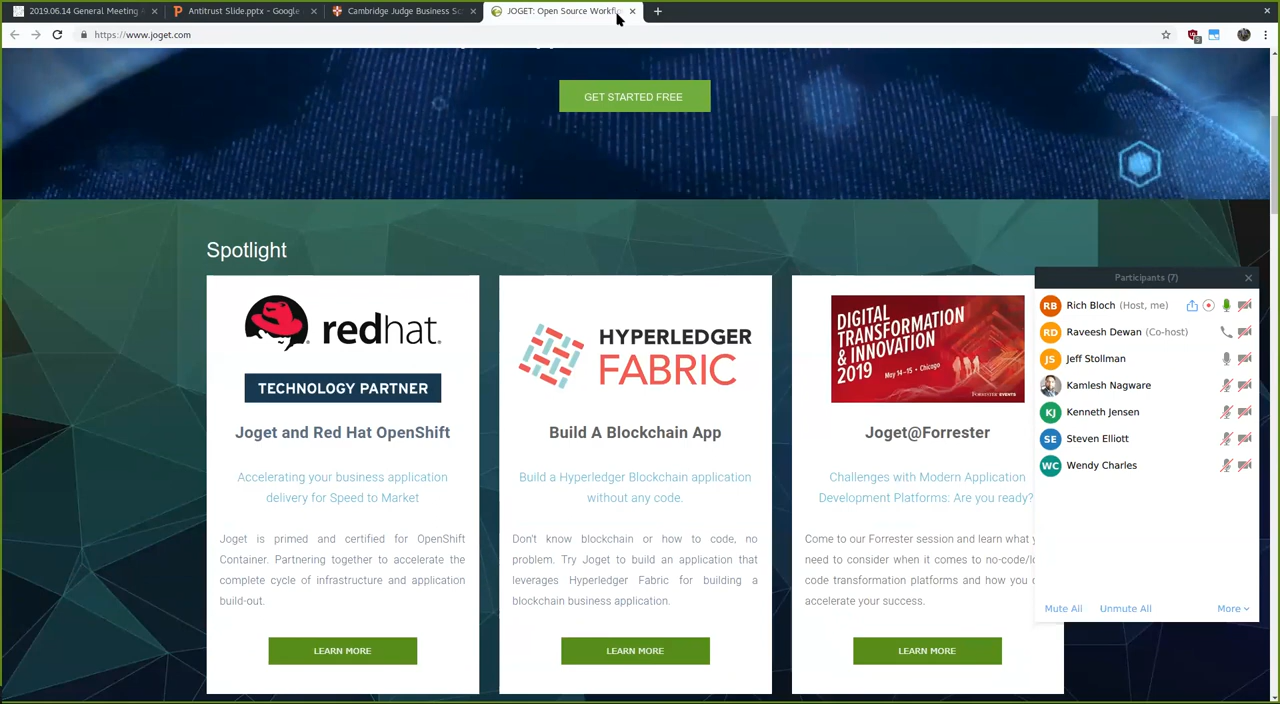 2019.06.14 General Meeting
Antitrust Slide.pptx - Google
Cambridge Judge Business Sc
JOGET: Open Source Workfl
https://www.joget.com
GET STARTED FREE
Spotlight
redhat.
TECHNOLOGY PARTNER
Joget and Red Hat OpenShift
Accelerating your business application
delivery for Speed to Market
Joget is primed and certified for OpenShift
Container. Partnering together to accelerate the
complete cycle of infrastructure and application
build-out.
LEARN MORE
HYPERLEDGER
FABRIC
Build A Blockchain App
Build a Hyperledger Blockchain application
without any code.
Don't know blockchain or how to code, no
problem. Try Joget to build an application that
leverages Hyperledger Fabric for building a
blockchain business application.
LEARN MORE
DIGITAL
TRANSFORMATION
& INNOVATION
2019
May 14–15 • Chicago
FORRESTER EVENTS
Joget@Forrester
Challenges with Modern Application
Development Platforms: Are you ready?
Come to our Forrester session and learn what y
need to consider when it comes to no-code/l
code transformation platforms and how you c
accelerate your success.
LEARN MORE
Participants (7)
RB Rich Bloch (Host, me)
RD Raveesh Dewan (Co-host)
JS Jeff Stollman
Kamlesh Nagware
KJ Kenneth Jensen
SE Steven Elliott
WC Wendy Charles
Mute All Unmute All More